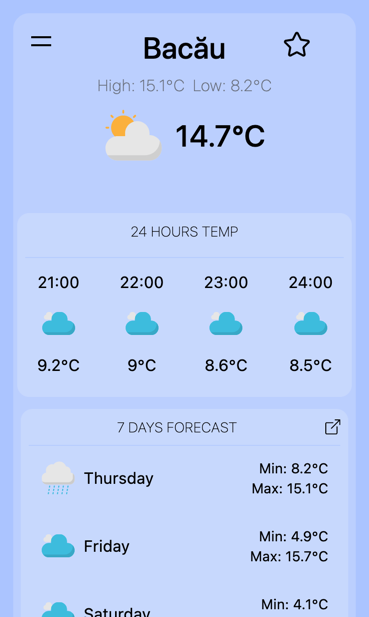 Bacău
High: 15.1°C Low: 8.2°C
14.7°C
24 HOURS TEMP
21:00 22:00 23:00 24:00
9.2°C 9°C 8.6°C 8.5°C
7 DAYS FORECAST
Thursday
Min: 8.2°C
Max: 15.1°C
Friday
Min: 4.9°C
Max: 15.7°C
Saturday
Min: 4.1°C